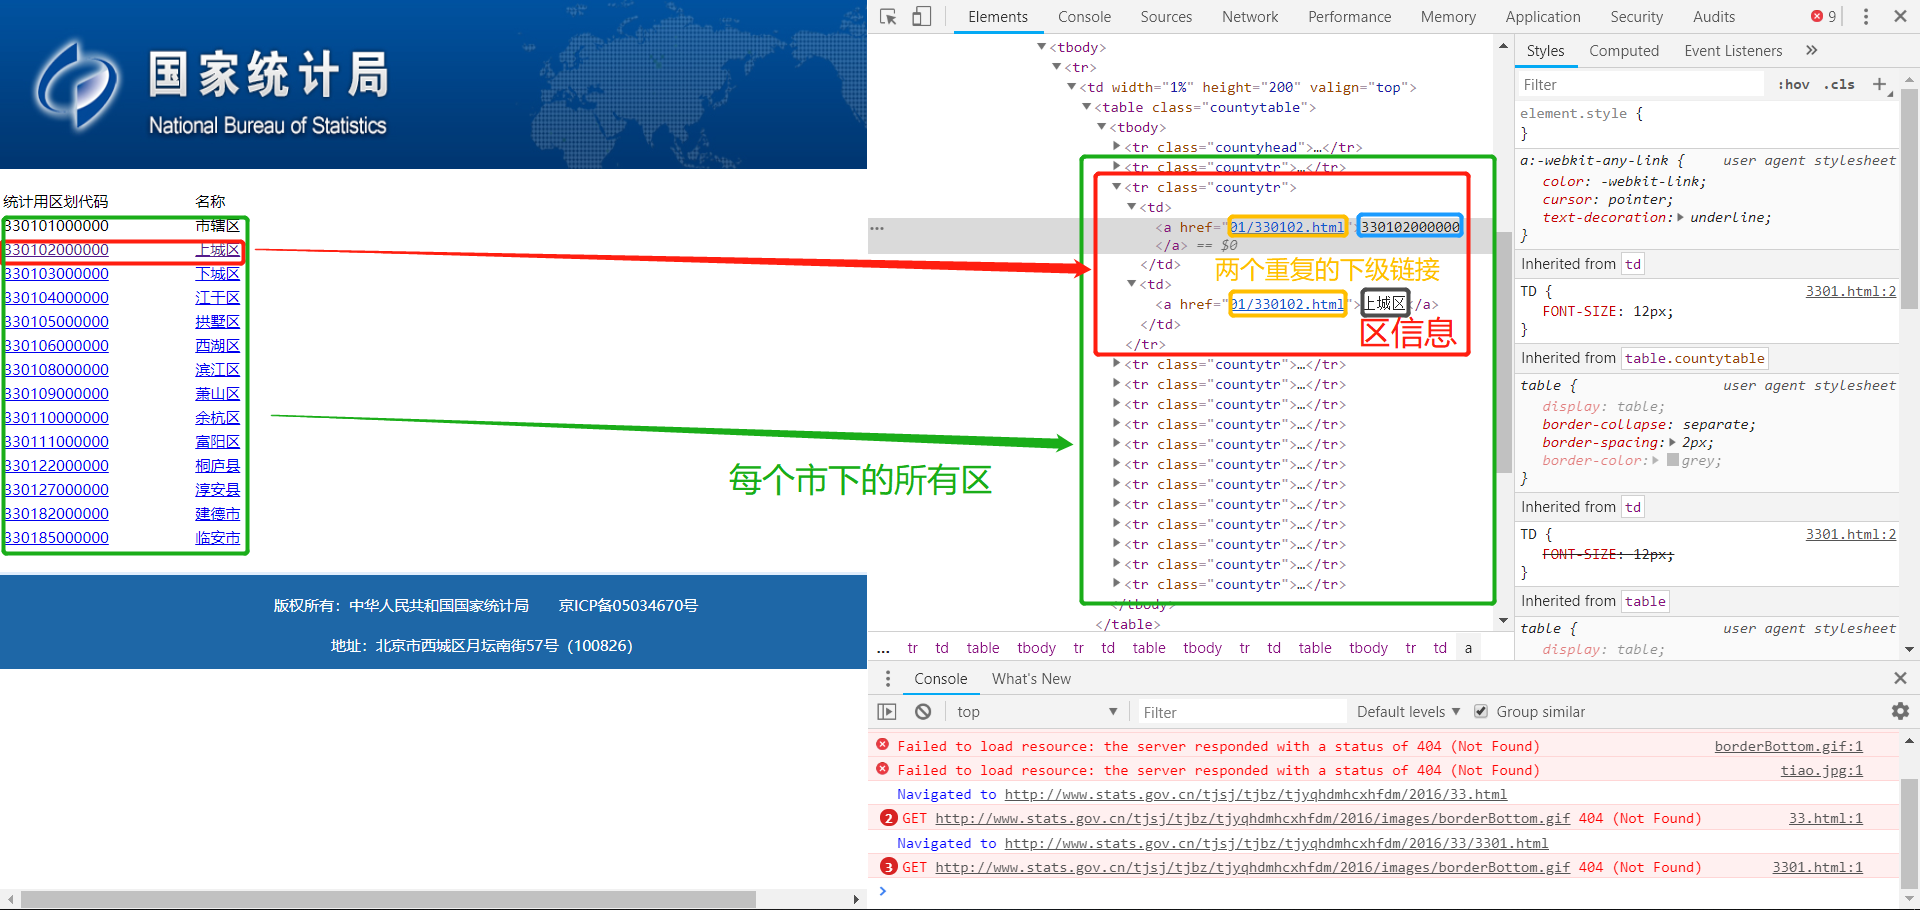 国家统计局
National Bureau of Statistics
统计用区划代码 名称
330101000000 市辖区
330102000000 上城区
330103000000 下城区
330104000000 江干区
330105000000 拱墅区
330106000000 西湖区
330108000000 滨江区
330109000000 萧山区
330110000000 余杭区
330111000000 富阳区
330122000000 桐庐县
330127000000 淳安县
330182000000 建德市
330185000000 临安市
每个市下的所有区
版权所有：中华人民共和国国家统计局 京ICP备05034670号
地址：北京市西城区月坛南街57号（100826）
Elements Console Sources Network Performance Memory Application Security Audits 9
<tbody>
<tr>
<td width="1%" height="200" valign="top">
<table class="countytable">
<tbody>
<tr class="countyhead">…</tr>
<tr class="countytr">…</tr>
<tr class="countytr">
<td>
<a href="01/330102.html">330102000000
</a> == $0
</td>
两个重复的下级链接
<td>
<a href="01/330102.html">上城区</a>
</td>
区信息
</tr>
<tr class="countytr">…</tr>
<tr class="countytr">…</tr>
<tr class="countytr">…</tr>
<tr class="countytr">…</tr>
<tr class="countytr">…</tr>
<tr class="countytr">…</tr>
<tr class="countytr">…</tr>
<tr class="countytr">…</tr>
<tr class="countytr">…</tr>
<tr class="countytr">…</tr>
<tr class="countytr">…</tr>
<tr class="countytr">…</tr>
</tbody>
</table>
... tr td table tbody tr td table tbody tr td table tbody tr td a
Styles Computed Event Listeners »
Filter :hov .cls +
element.style {
}
a:-webkit-any-link { user agent stylesheet
color: -webkit-link;
cursor: pointer;
text-decoration: underline;
}
Inherited from td
TD { 3301.html:2
FONT-SIZE: 12px;
}
Inherited from table.countytable
table { user agent stylesheet
display: table;
border-collapse: separate;
border-spacing: 2px;
border-color: grey;
}
Inherited from td
TD { 3301.html:2
FONT-SIZE: 12px;
}
Inherited from table
table { user agent stylesheet
display: table;
Console What's New
top Filter Default levels Group similar
Failed to load resource: the server responded with a status of 404 (Not Found) borderBottom.gif:1
Failed to load resource: the server responded with a status of 404 (Not Found) tiao.jpg:1
Navigated to http://www.stats.gov.cn/tjsj/tjbz/tjyqhdmhcxhfdm/2016/33.html
2 GET http://www.stats.gov.cn/tjsj/tjbz/tjyqhdmhcxhfdm/2016/images/borderBottom.gif 404 (Not Found) 33.html:1
Navigated to http://www.stats.gov.cn/tjsj/tjbz/tjyqhdmhcxhfdm/2016/33/3301.html
3 GET http://www.stats.gov.cn/tjsj/tjbz/tjyqhdmhcxhfdm/2016/images/borderBottom.gif 404 (Not Found) 3301.html:1